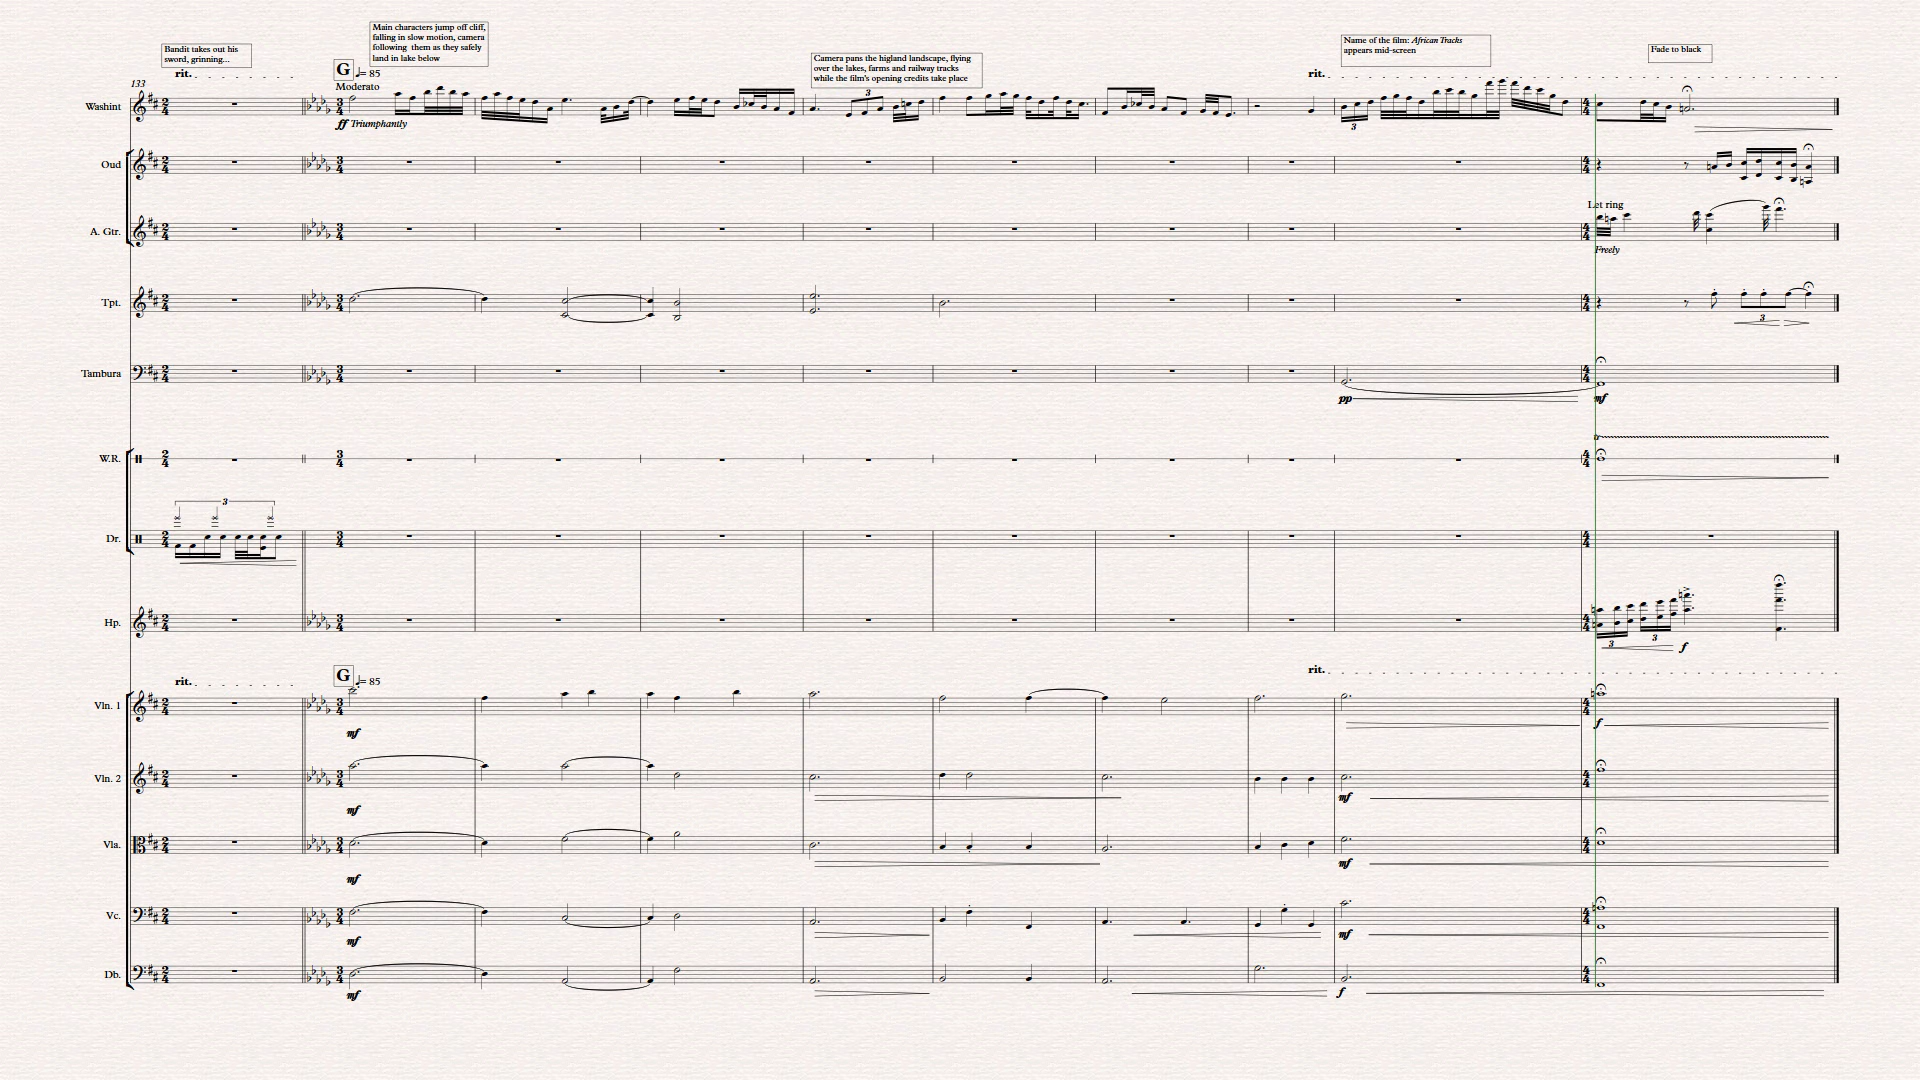 Bandit takes out his
sword, grinning...
Main characters jump off cliff,
falling in slow motion, camera
following them as they safely
land in lake below
Camera pans the higland landscape, flying
over the lakes, farms and railway tracks
while the film's opening credits take place
Name of the film: African Tracks
appears mid-screen
Fade to black
133
rit.
G ♩= 85
Moderato
rit.
Washint
ff Triumphantly
3
3
Oud
Let ring
A. Gtr.
Freely
Tpt.
3
Tambura
pp
mf
W.R.
3
Dr.
Hp.
3
3
f
rit.
G ♩= 85
rit.
Vln. 1
mf
f
Vln. 2
mf
mf
Vla.
mf
mf
Vc.
mf
mf
Db.
mf
f